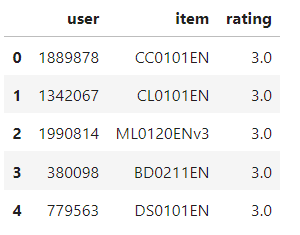 user item rating
0 1889878 CC0101EN 3.0
1 1342067 CL0101EN 3.0
2 1990814 ML0120ENv3 3.0
3 380098 BD0211EN 3.0
4 779563 DS0101EN 3.0